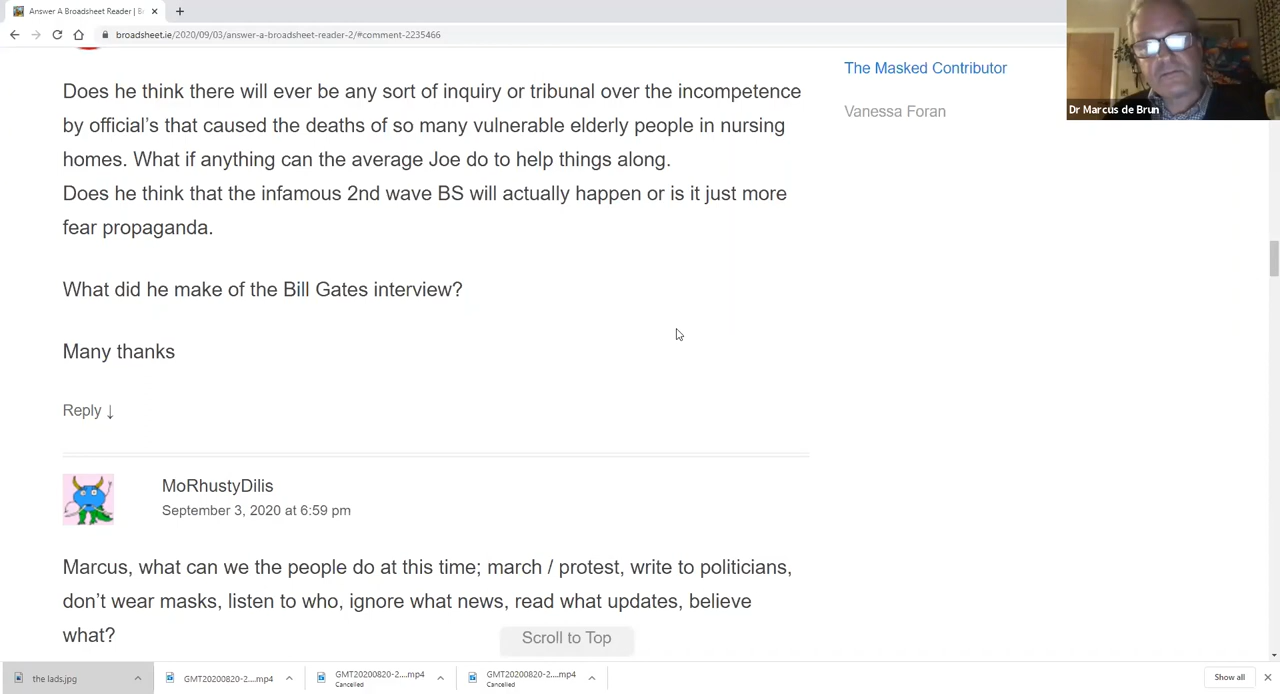 Answer A Broadsheet Reader |
broadsheet.ie/2020/09/03/answer-a-broadsheet-reader-2/#comment-2235466
Dr Marcus de Brun
The Masked Contributor
Vanessa Foran
Does he think there will ever be any sort of inquiry or tribunal over the incompetence
by official's that caused the deaths of so many vulnerable elderly people in nursing
homes. What if anything can the average Joe do to help things along.
Does he think that the infamous 2nd wave BS will actually happen or is it just more
fear propaganda.
What did he make of the Bill Gates interview?
Many thanks
Reply ↓
MoRhustyDilis
September 3, 2020 at 6:59 pm
Marcus, what can we the people do at this time; march / protest, write to politicians,
don't wear masks, listen to who, ignore what news, read what updates, believe
what?
Scroll to Top
the lads.jpg
GMT20200820-2....mp4
GMT20200820-2....mp4
Cancelled
GMT20200820-2....mp4
Cancelled
Show all